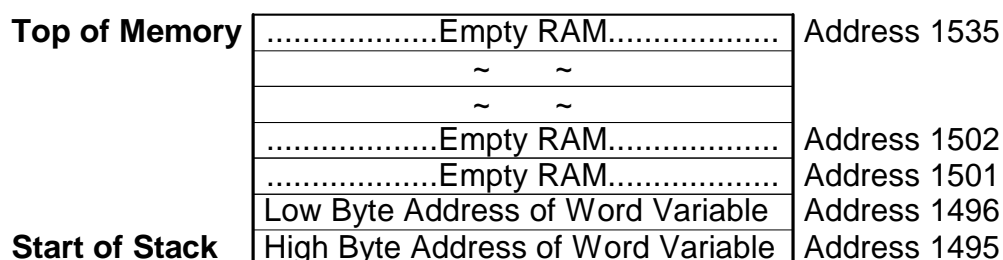 Top of Memory ...................Empty RAM................... Address 1535
~ ~
~ ~
...................Empty RAM................... Address 1502
...................Empty RAM................... Address 1501
Low Byte Address of Word Variable Address 1496
Start of Stack High Byte Address of Word Variable Address 1495